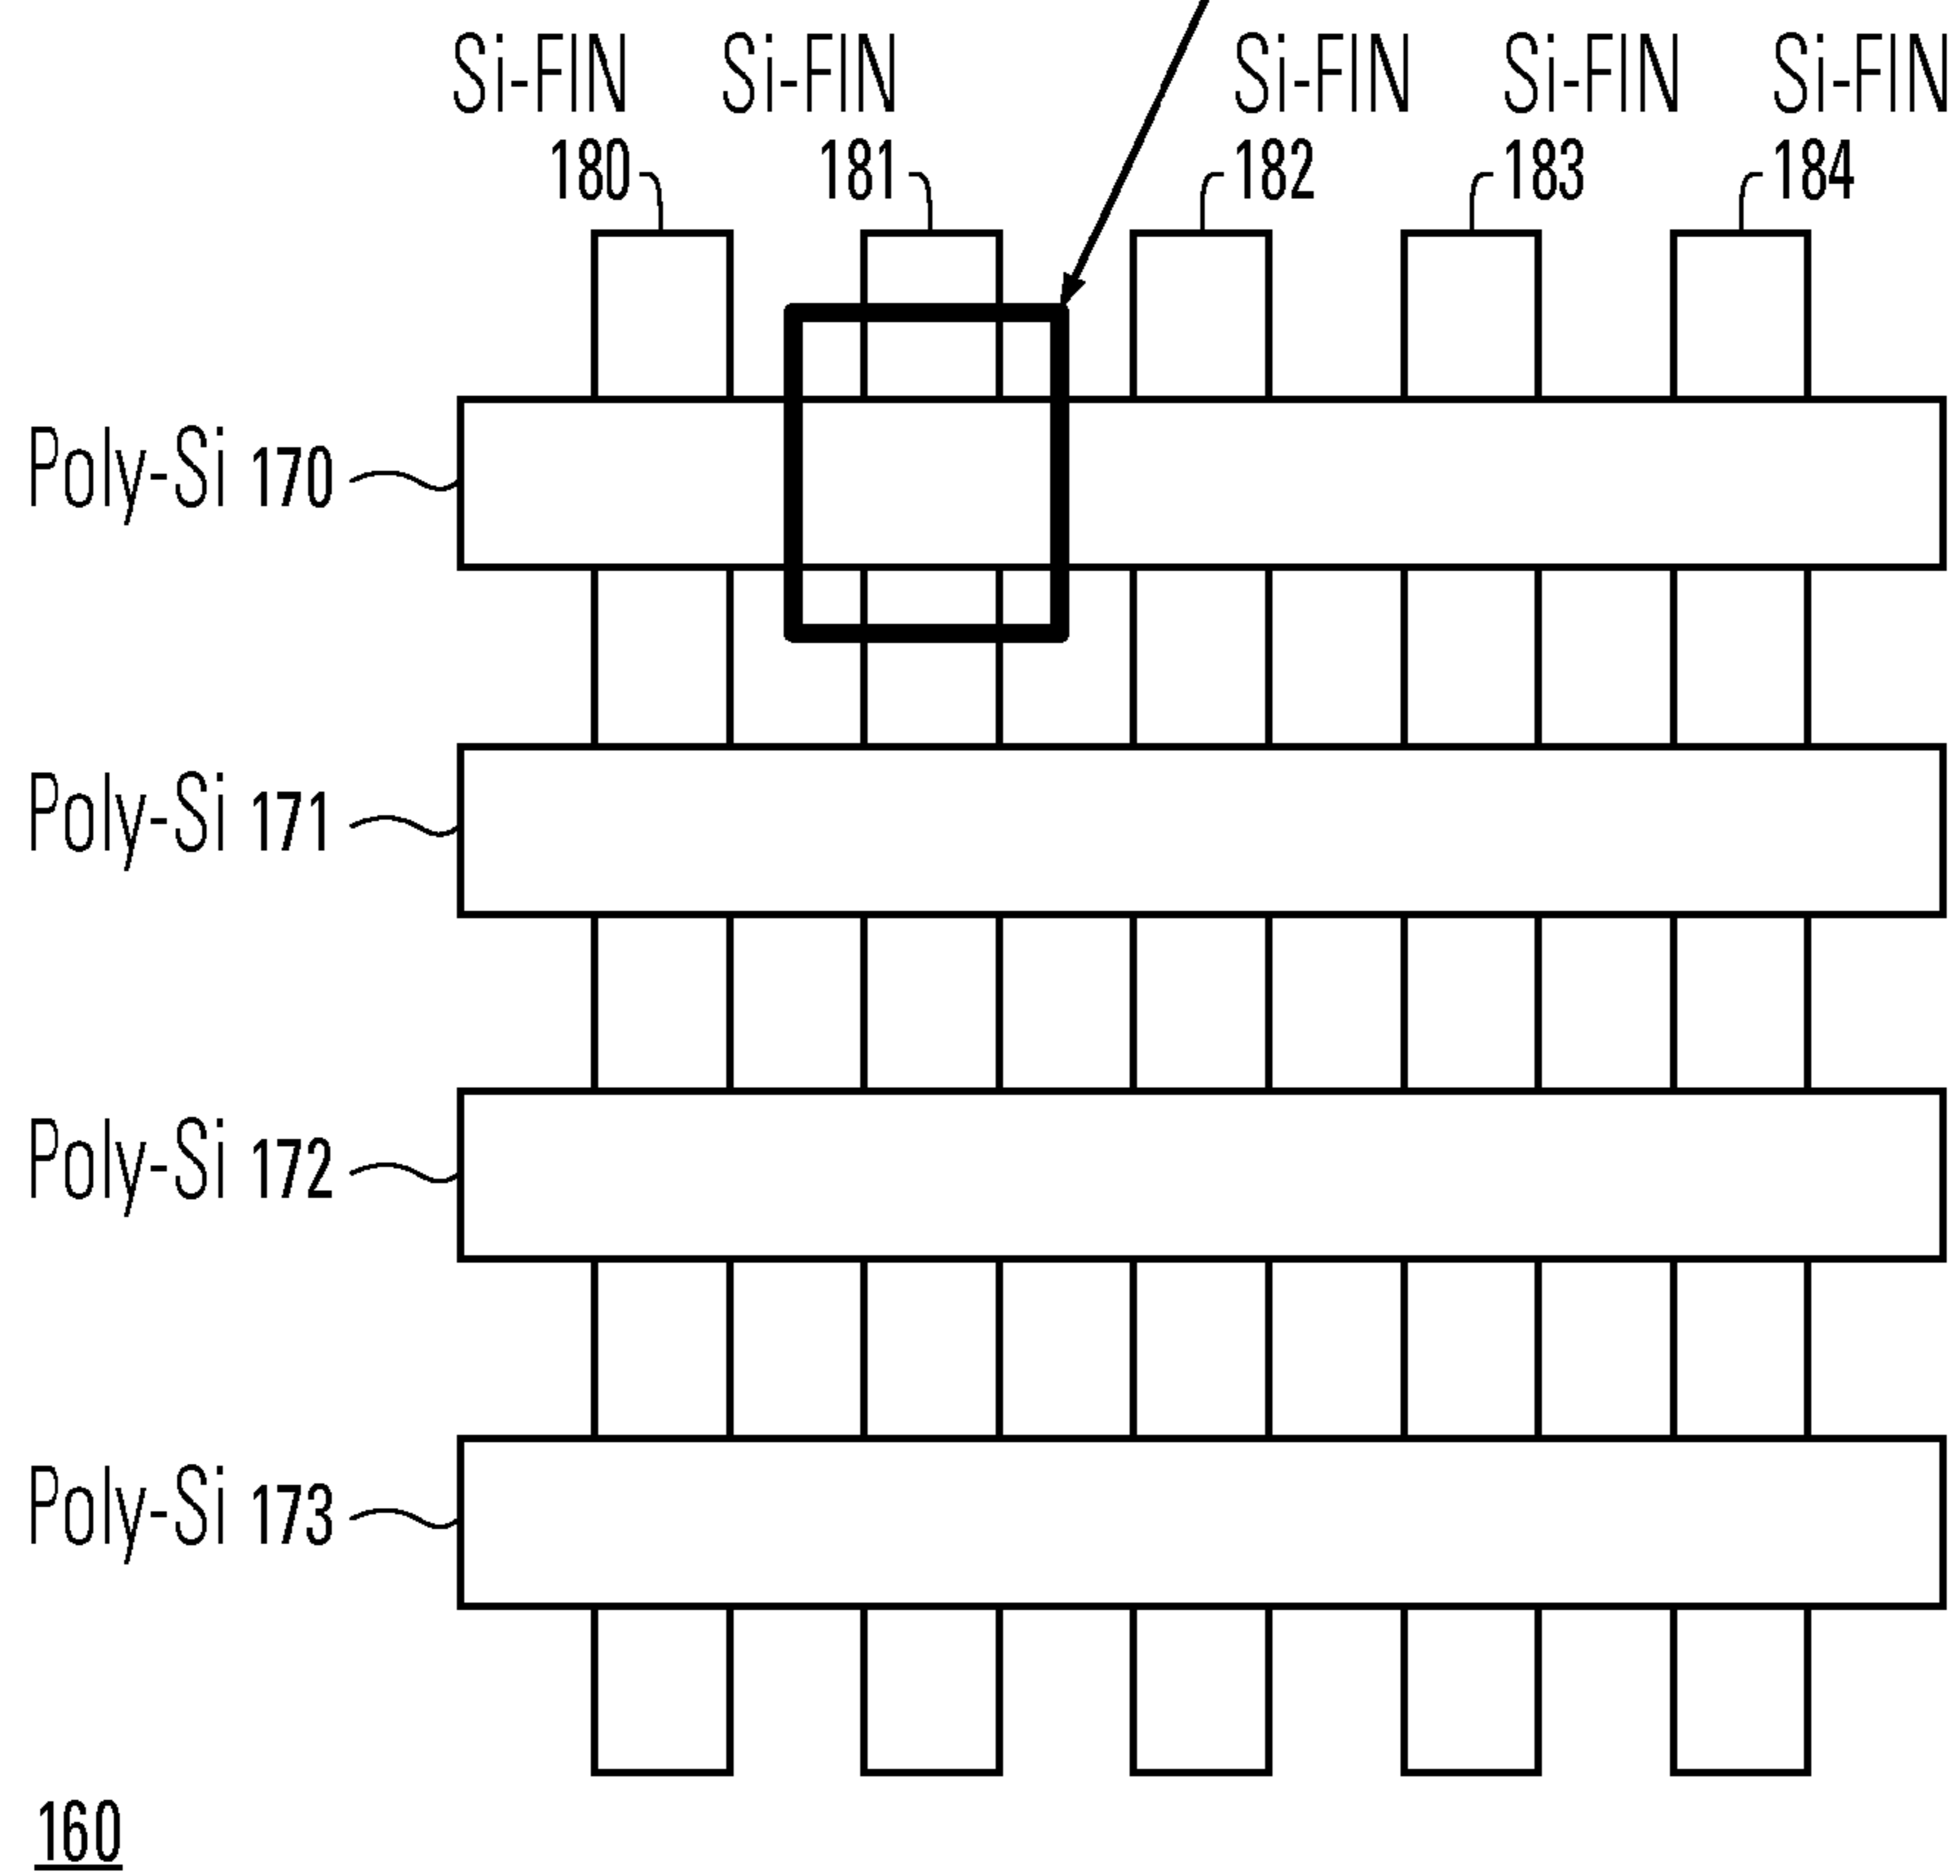 Si-FIN Si-FIN Si-FIN Si-FIN Si-FIN
180 181 182 183 184
Poly-Si 170
Poly-Si 171
Poly-Si 172
Poly-Si 173
160